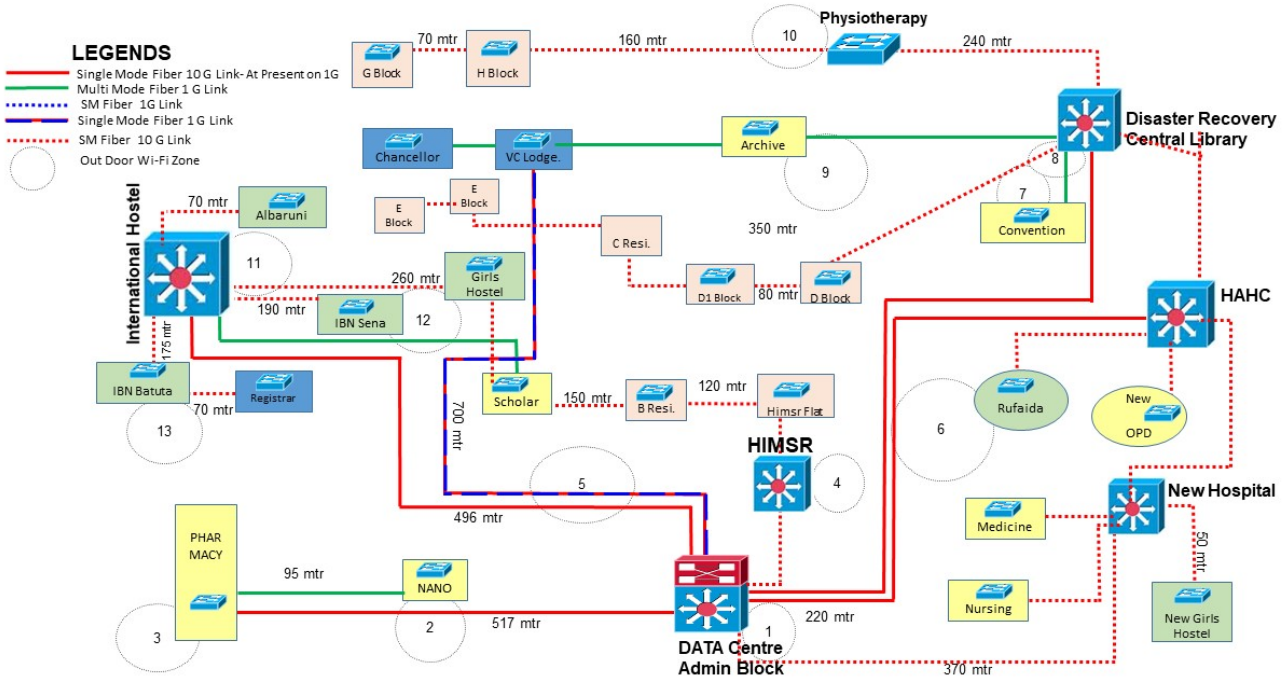 LEGENDS
Single Mode Fiber 10 G Link- At Present on 1G
Multi Mode Fiber 1 G Link
SM Fiber 1G Link
Single Mode Fiber 1 G Link
SM Fiber 10 G Link
Out Door Wi-Fi Zone
70 mtr
160 mtr
10
Physiotherapy
240 mtr
G Block
H Block
Disaster Recovery
Central Library
Chancellor
VC Lodge.
Archive
9
8
7
Convention
E
Block
E
Block
C Resi.
350 mtr
D1 Block
80 mtr
D Block
International Hostel
70 mtr
Albaruni
11
260 mtr
Girls
Hostel
190 mtr
IBN Sena
12
175 mtr
IBN Batuta
70 mtr
Registrar
13
Scholar
150 mtr
B Resi.
120 mtr
Himsr Flat
HAHC
Rufaida
New
OPD
6
700 mtr
5
HIMSR
4
496 mtr
New Hospital
Medicine
Nursing
50 mtr
New Girls
Hostel
PHAR
MACY
95 mtr
NANO
2
3
517 mtr
1
220 mtr
DATA Centre
Admin Block
370 mtr